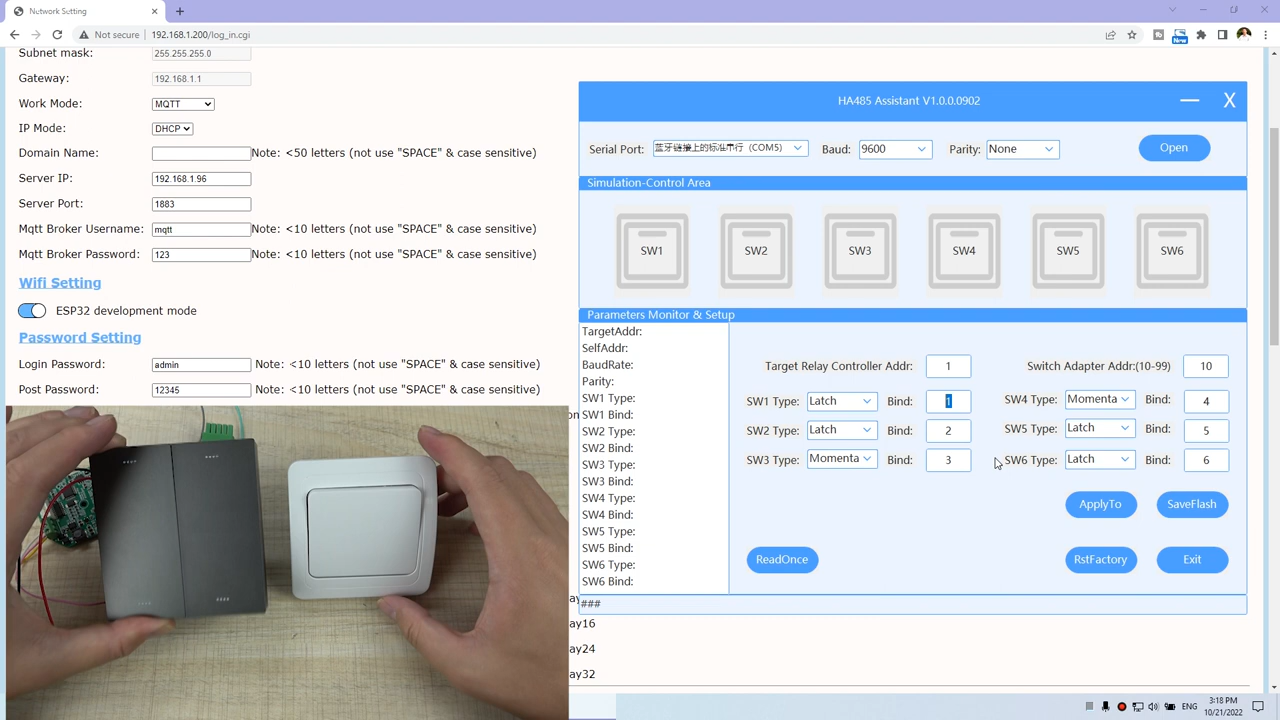 Network Setting
Not secure | 192.168.1.200/log_in.cgi
New
Subnet mask: 255.255.255.0
Gateway: 192.168.1.1
Work Mode: MQTT
IP Mode: DHCP
Domain Name: Note: <50 letters (not use "SPACE" & case sensitive)
Server IP: 192.168.1.96
Server Port: 1883
Mqtt Broker Username: mqtt Note: <10 letters (not use "SPACE" & case sensitive)
Mqtt Broker Password: 123 Note: <10 letters (not use "SPACE" & case sensitive)
Wifi Setting
ESP32 development mode
Password Setting
Login Password: admin Note: <10 letters (not use "SPACE" & case sensitive)
Post Password: 12345 Note: <10 letters (not use "SPACE" & case sensitive)
ay16
ay24
ay32
HA485 Assistant V1.0.0.0902
X
Serial Port: 蓝牙链接上的标准串行 (COM5) Baud: 9600 Parity: None Open
Simulation-Control Area
SW1 SW2 SW3 SW4 SW5 SW6
Parameters Monitor & Setup
TargetAddr:
SelfAddr:
BaudRate:
Parity:
SW1 Type:
SW1 Bind:
SW2 Type:
SW2 Bind:
SW3 Type:
SW3 Bind:
SW4 Type:
SW4 Bind:
SW5 Type:
SW5 Bind:
SW6 Type:
SW6 Bind:
Target Relay Controller Addr: 1 Switch Adapter Addr:(10-99) 10
SW1 Type: Latch Bind: 1 SW4 Type: Momenta Bind: 4
SW2 Type: Latch Bind: 2 SW5 Type: Latch Bind: 5
SW3 Type: Momenta Bind: 3 SW6 Type: Latch Bind: 6
ApplyTo SaveFlash
ReadOnce RstFactory Exit
###
ENG
3:18 PM
10/21/2022